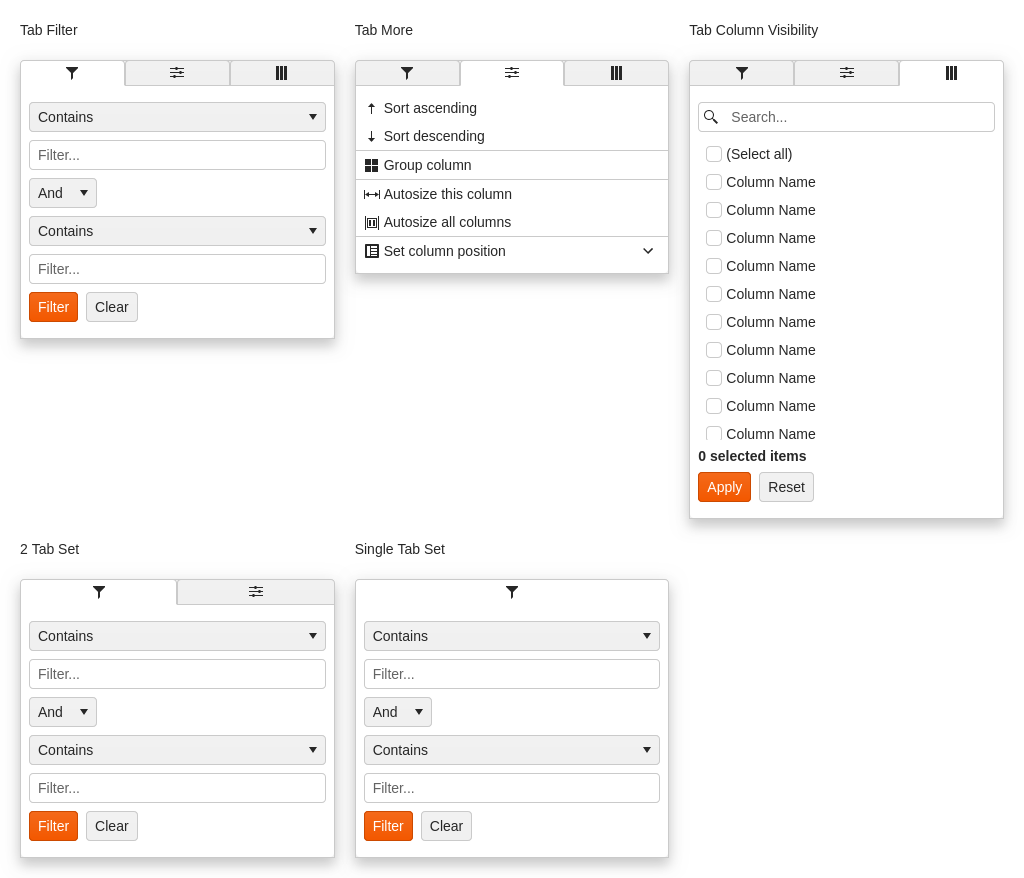 Tab Filter
Contains
Filter...
And
Contains
Filter...
Filter Clear
Tab More
Sort ascending
Sort descending
Group column
Autosize this column
Autosize all columns
Set column position
Tab Column Visibility
Search...
(Select all)
Column Name
Column Name
Column Name
Column Name
Column Name
Column Name
Column Name
Column Name
Column Name
Column Name
0 selected items
Apply Reset
2 Tab Set
Contains
Filter...
And
Contains
Filter...
Filter Clear
Single Tab Set
Contains
Filter...
And
Contains
Filter...
Filter Clear